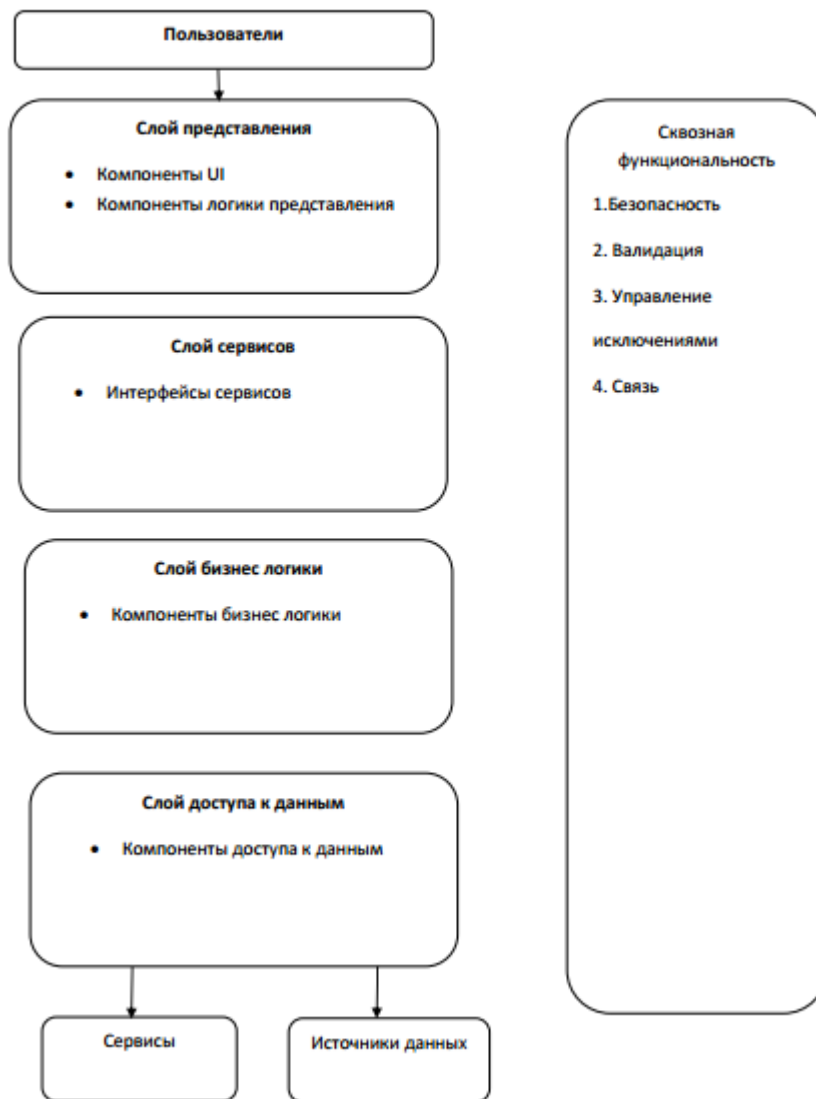 Пользователи
Слой представления
• Компоненты UI
• Компоненты логики представления
Слой сервисов
• Интерфейсы сервисов
Слой бизнес логики
• Компоненты бизнес логики
Слой доступа к данным
• Компоненты доступа к данным
Сервисы
Источники данных
Сквозная
функциональность
1.Безопасность
2. Валидация
3. Управление
исключениями
4. Связь